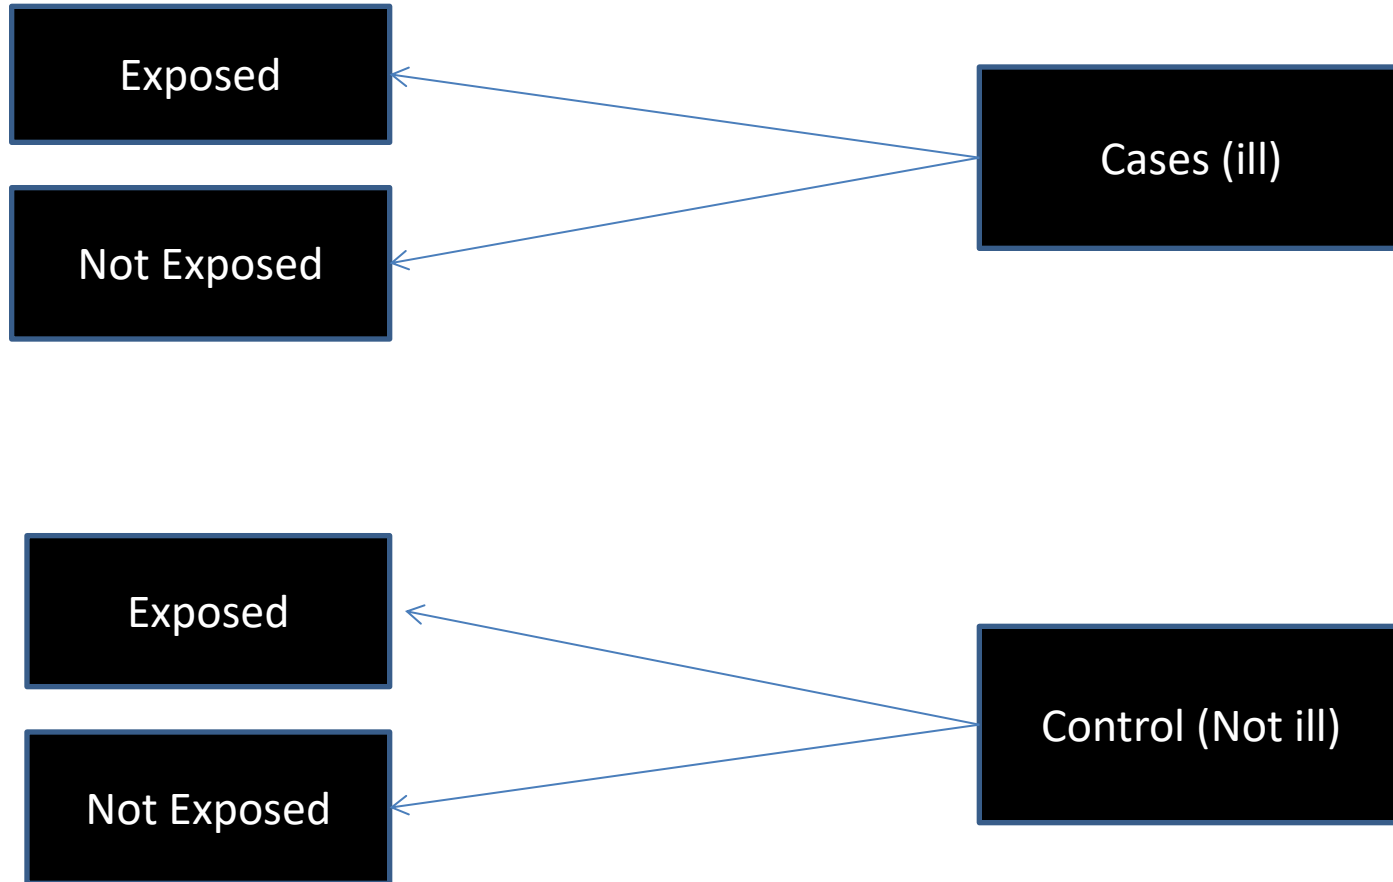 Exposed
Cases (ill)
Not Exposed
Exposed
Control (Not ill)
Not Exposed